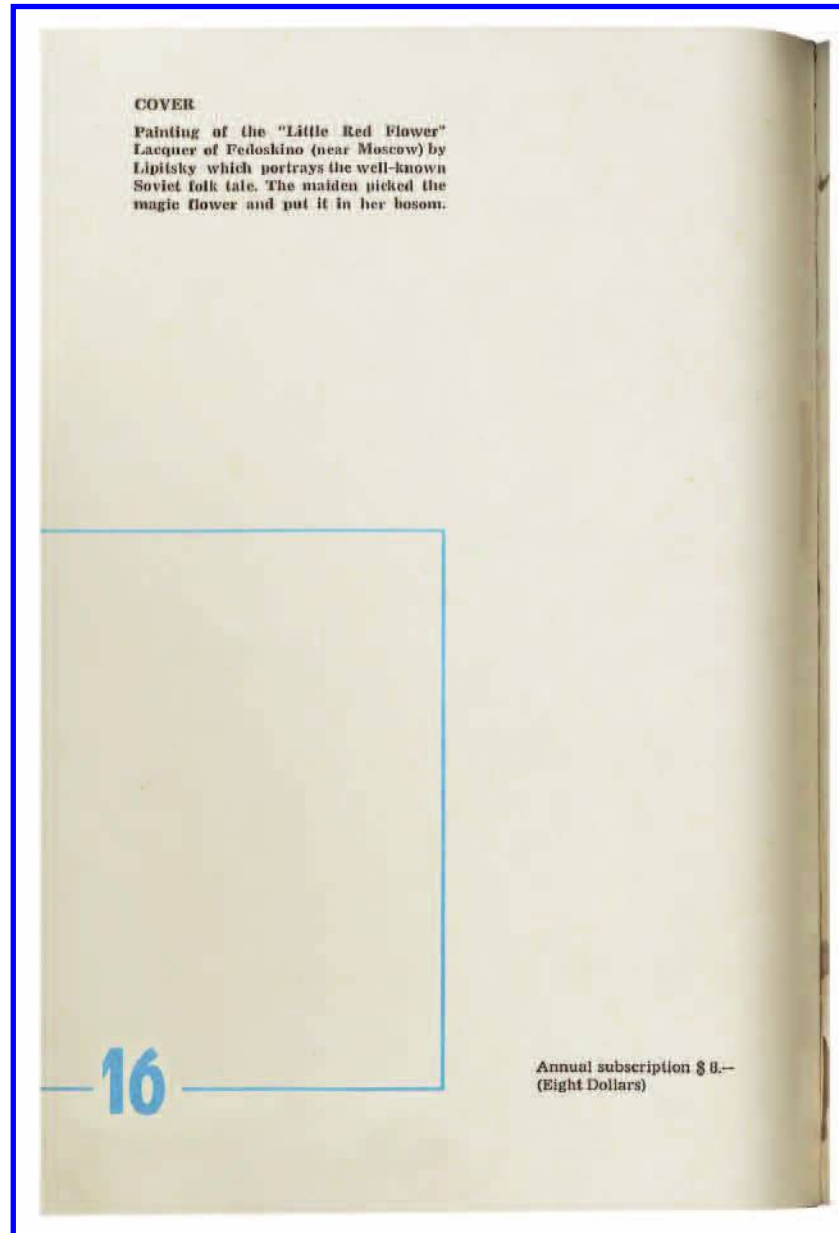 COVER
Painting of the "Little Red Flower"
Lacquer of Fedoskino (near Moscow) by
Lipitsky which portrays the well-known
Soviet folk tale. The maiden picked the
magic flower and put it in her bosom.
16
Annual subscription $ 8.—
(Eight Dollars)